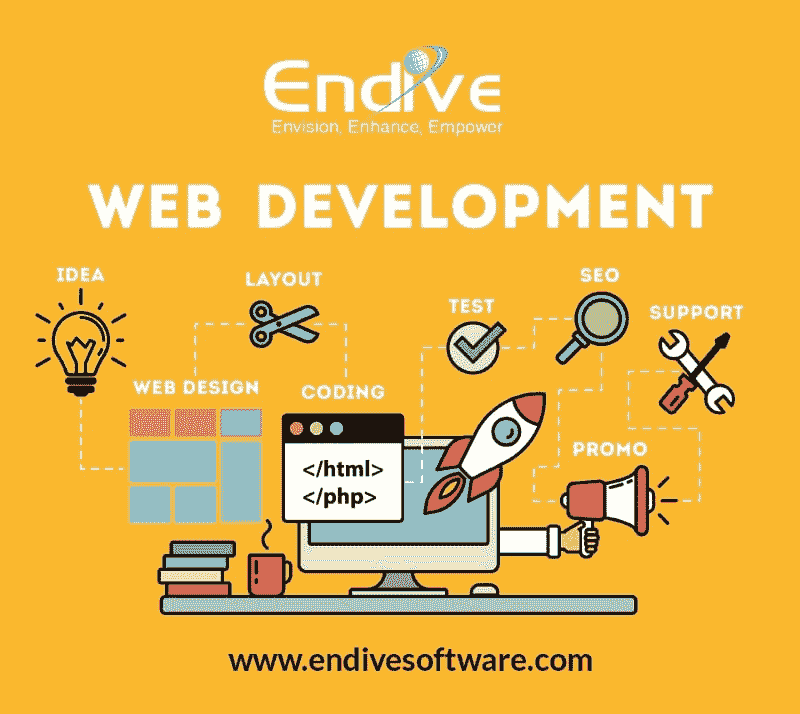 Endive
Envision, Enhance, Empower
WEB DEVELOPMENT
IDEA
LAYOUT
TEST
SEO
SUPPORT
WEB DESIGN
CODING
</html>
</php>
PROMO
www.endivesoftware.com